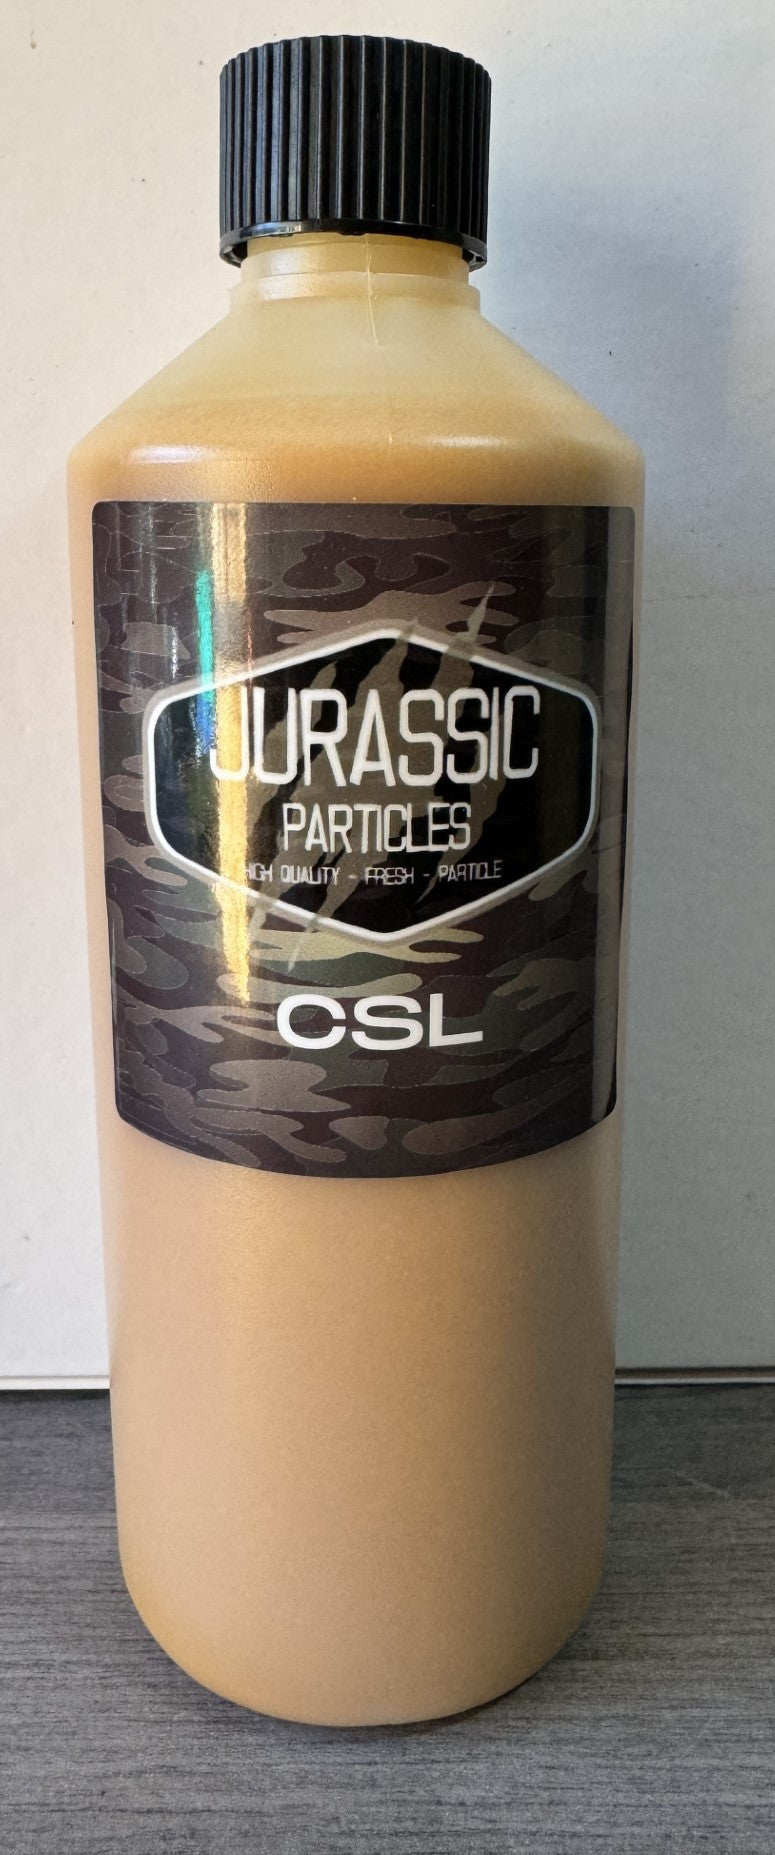 JURASSIC
PARTICLES
HIGH QUALITY - FRESH - PARTICLE
CSL